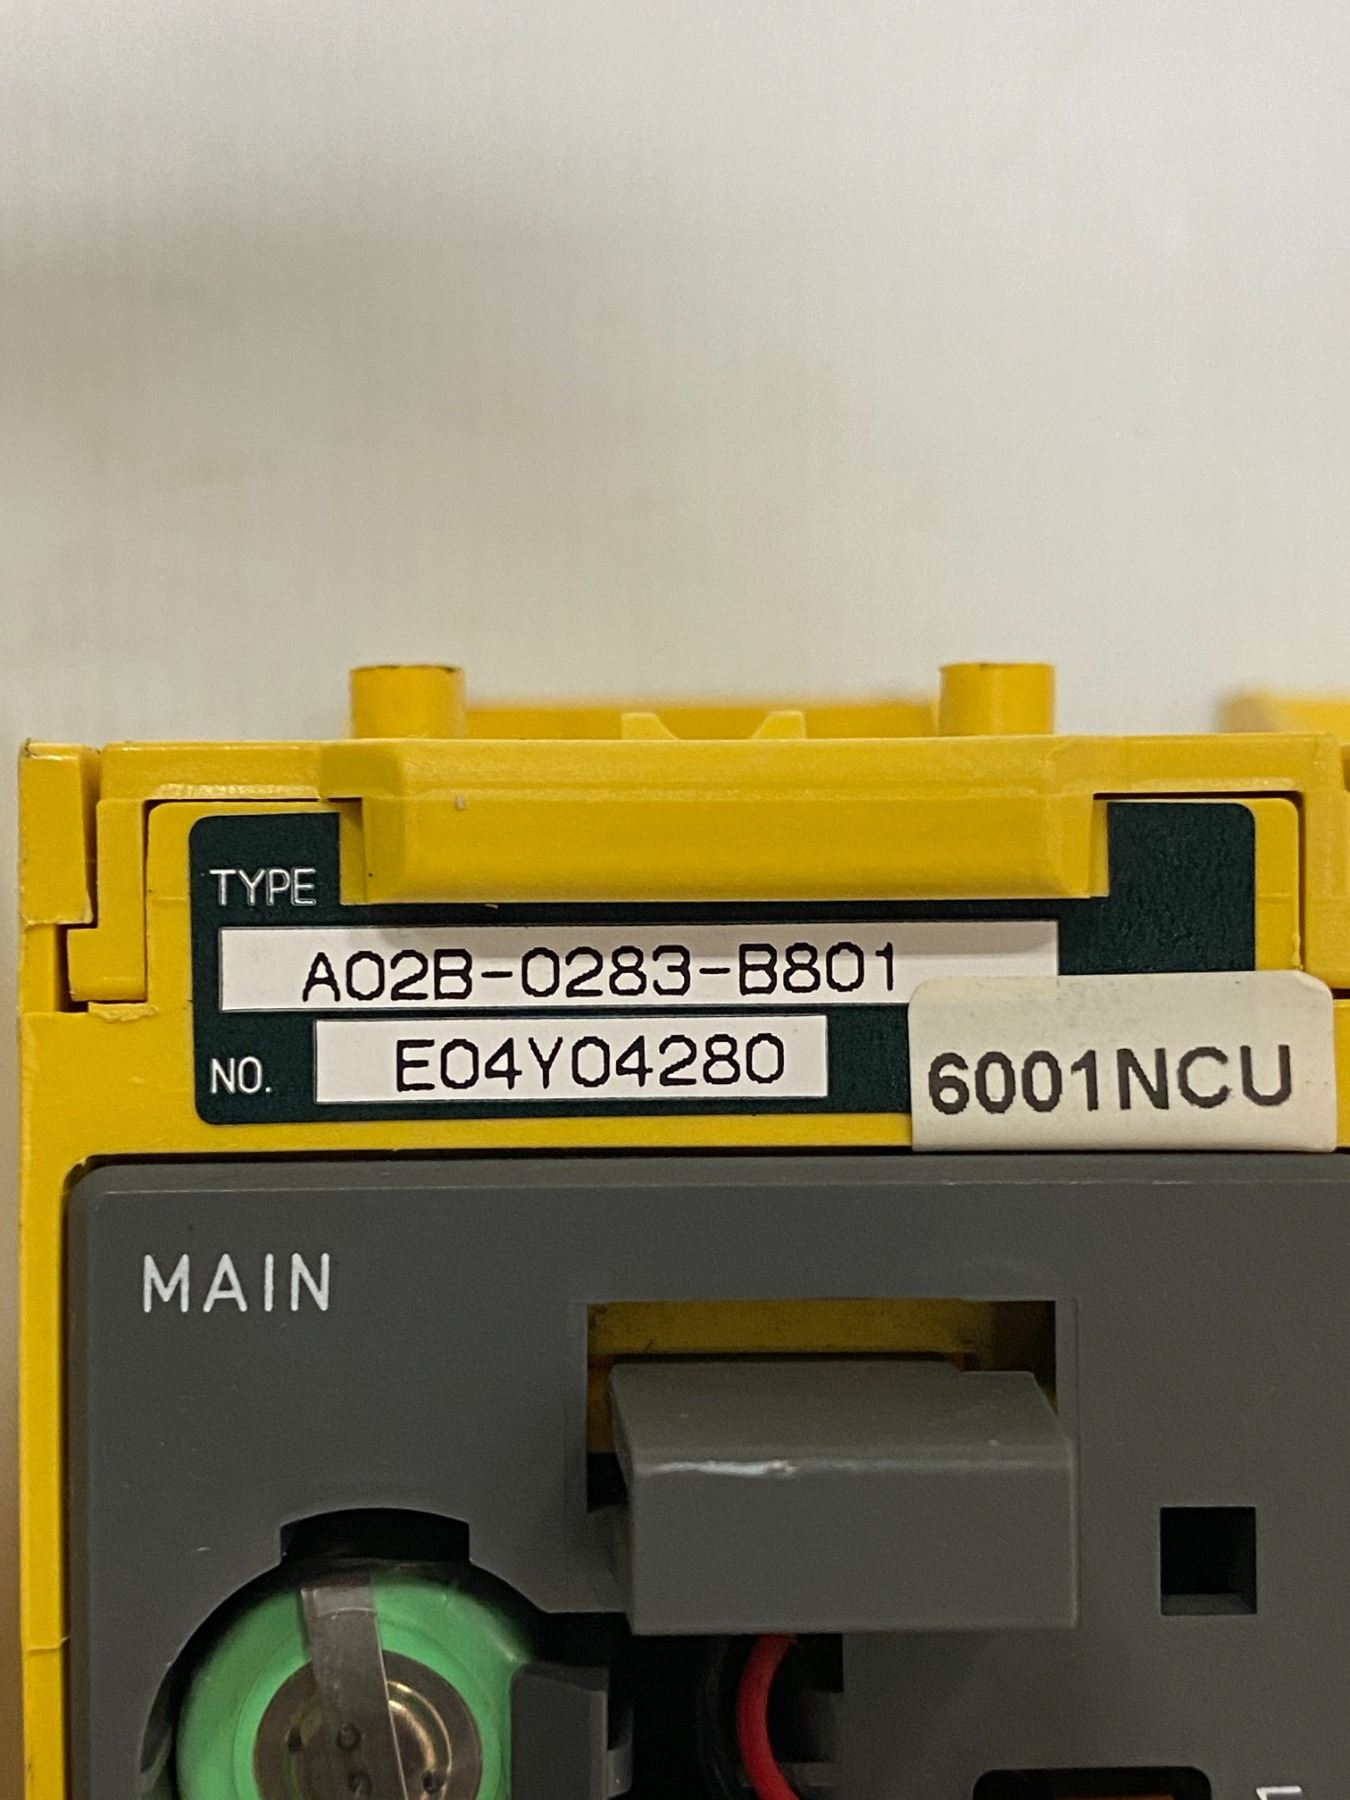 TYPE
A02B-0283-B801
NO. E04Y04280
6001NCU
MAIN